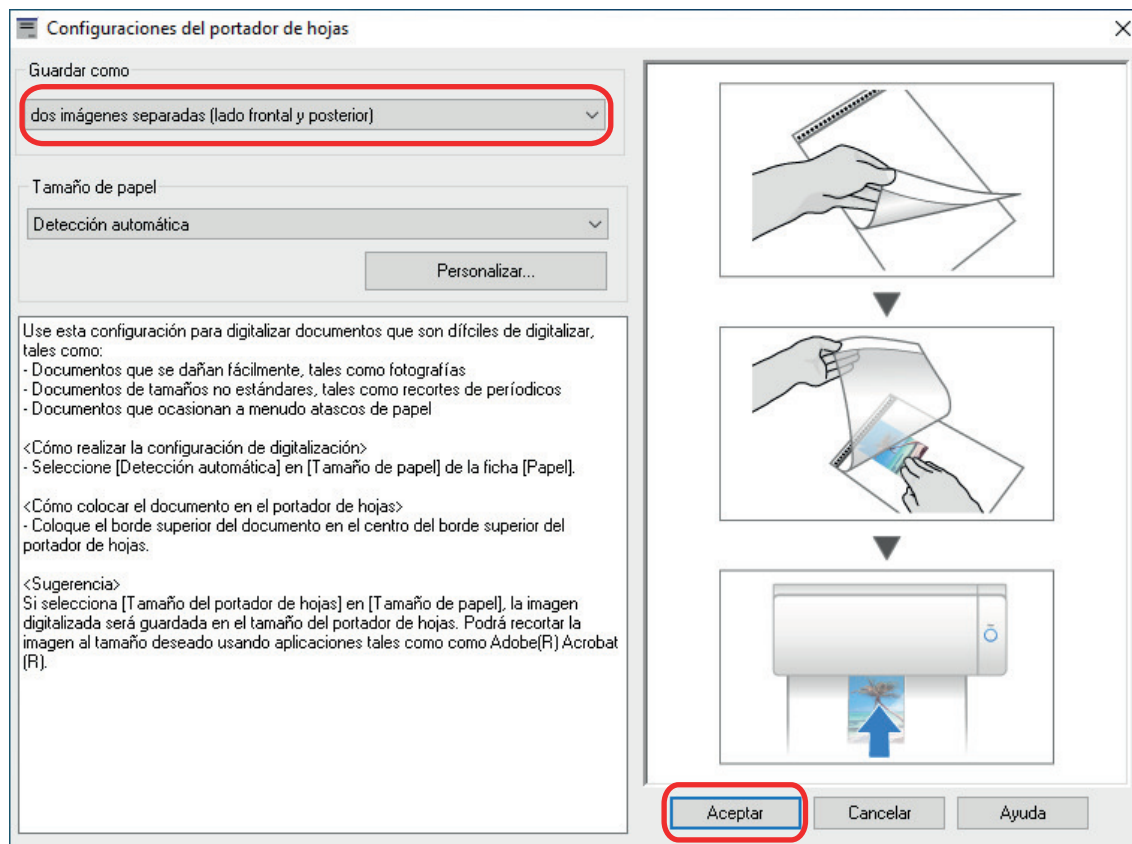 Configuraciones del portador de hojas
Guardar como
dos imágenes separadas (lado frontal y posterior)
Tamaño de papel
Detección automática
Personalizar...
Use esta configuración para digitalizar documentos que son difíciles de digitalizar,
tales como:
- Documentos que se dañan fácilmente, tales como fotografías
- Documentos de tamaños no estándares, tales como recortes de períodicos
- Documentos que ocasionan a menudo atascos de papel
<Cómo realizar la configuración de digitalización>
- Seleccione [Detección automática] en [Tamaño de papel] de la ficha [Papel].
<Cómo colocar el documento en el portador de hojas>
- Coloque el borde superior del documento en el centro del borde superior del
portador de hojas.
<Sugerencia>
Si selecciona [Tamaño del portador de hojas] en [Tamaño de papel], la imagen
digitalizada será guardada en el tamaño del portador de hojas. Podrá recortar la
imagen al tamaño deseado usando aplicaciones tales como como Adobe(R) Acrobat
(R).
Aceptar
Cancelar
Ayuda